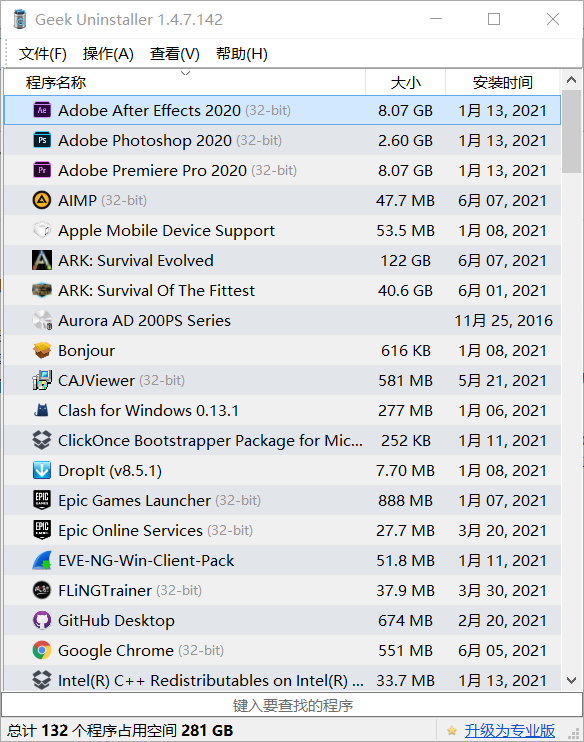 Geek Uninstaller 1.4.7.142
文件(F) 操作(A) 查看(V) 帮助(H)
程序名称 大小 安装时间
Adobe After Effects 2020 (32-bit) 8.07 GB 1月 13, 2021
Adobe Photoshop 2020 (32-bit) 2.60 GB 1月 13, 2021
Adobe Premiere Pro 2020 (32-bit) 8.07 GB 1月 13, 2021
AIMP (32-bit) 47.7 MB 6月 07, 2021
Apple Mobile Device Support 53.5 MB 1月 08, 2021
ARK: Survival Evolved 122 GB 6月 07, 2021
ARK: Survival Of The Fittest 40.6 GB 6月 01, 2021
Aurora AD 200PS Series 11月 25, 2016
Bonjour 616 KB 1月 08, 2021
CAJViewer (32-bit) 581 MB 5月 21, 2021
Clash for Windows 0.13.1 277 MB 1月 06, 2021
ClickOnce Bootstrapper Package for Mic... 252 KB 1月 11, 2021
DropIt (v8.5.1) 7.70 MB 1月 08, 2021
Epic Games Launcher (32-bit) 888 MB 1月 07, 2021
Epic Online Services (32-bit) 27.7 MB 3月 20, 2021
EVE-NG-Win-Client-Pack 51.8 MB 1月 11, 2021
FLiNGTrainer (32-bit) 37.9 MB 3月 30, 2021
GitHub Desktop 674 MB 2月 20, 2021
Google Chrome (32-bit) 551 MB 6月 05, 2021
Intel(R) C++ Redistributables on Intel(R) ... 33.7 MB 1月 13, 2021
键入要查找的程序
总计 132 个程序占用空间 281 GB 升级为专业版